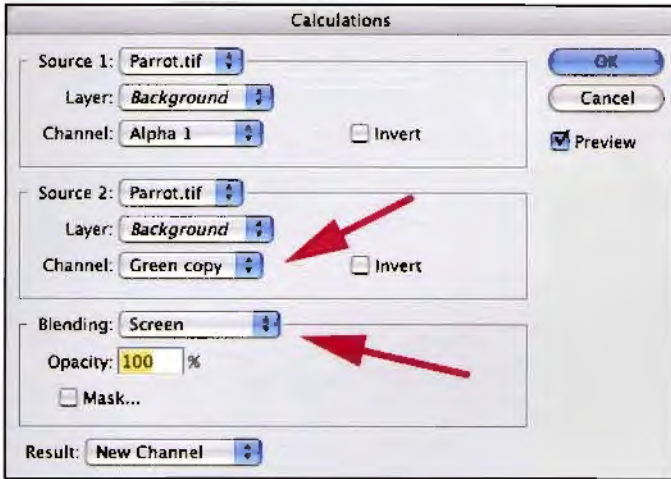 Calculations
Source 1: Parrot.tif
Layer: Background
Channel: Alpha 1
Invert
OK
Cancel
Preview
Source 2: Parrot.tif
Layer: Background
Channel: Green copy
Invert
Blending: Screen
Opacity: 100 %
Mask...
Result: New Channel